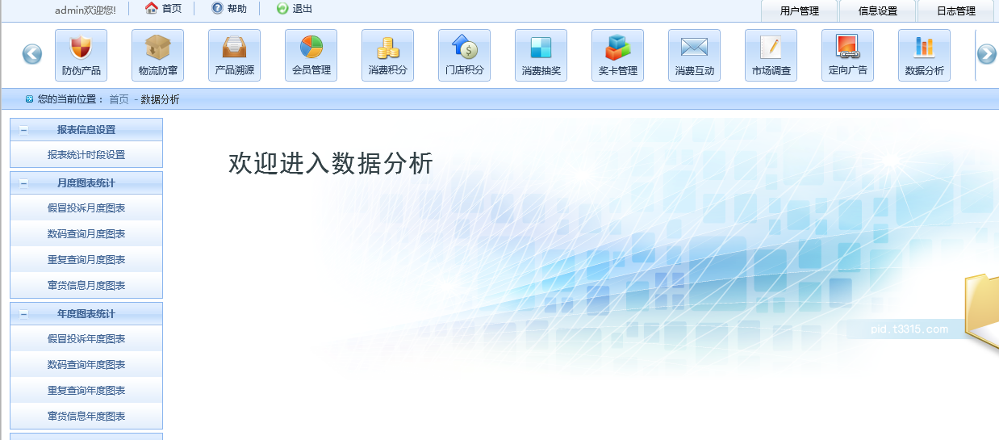 admin欢迎您! 首页 帮助 退出 用户管理 信息设置 日志管理
防伪产品 物流防窜 产品溯源 会员管理 消费积分 门店积分 消费抽奖 奖卡管理 消费互动 市场调查 定向广告 数据分析
您的当前位置： 首页 - 数据分析
报表信息设置
报表统计时段设置
月度图表统计
假冒投诉月度图表
数码查询月度图表
重复查询月度图表
窜货信息月度图表
年度图表统计
假冒投诉年度图表
数码查询年度图表
重复查询年度图表
窜货信息年度图表
欢迎进入数据分析
pid.t3315.com